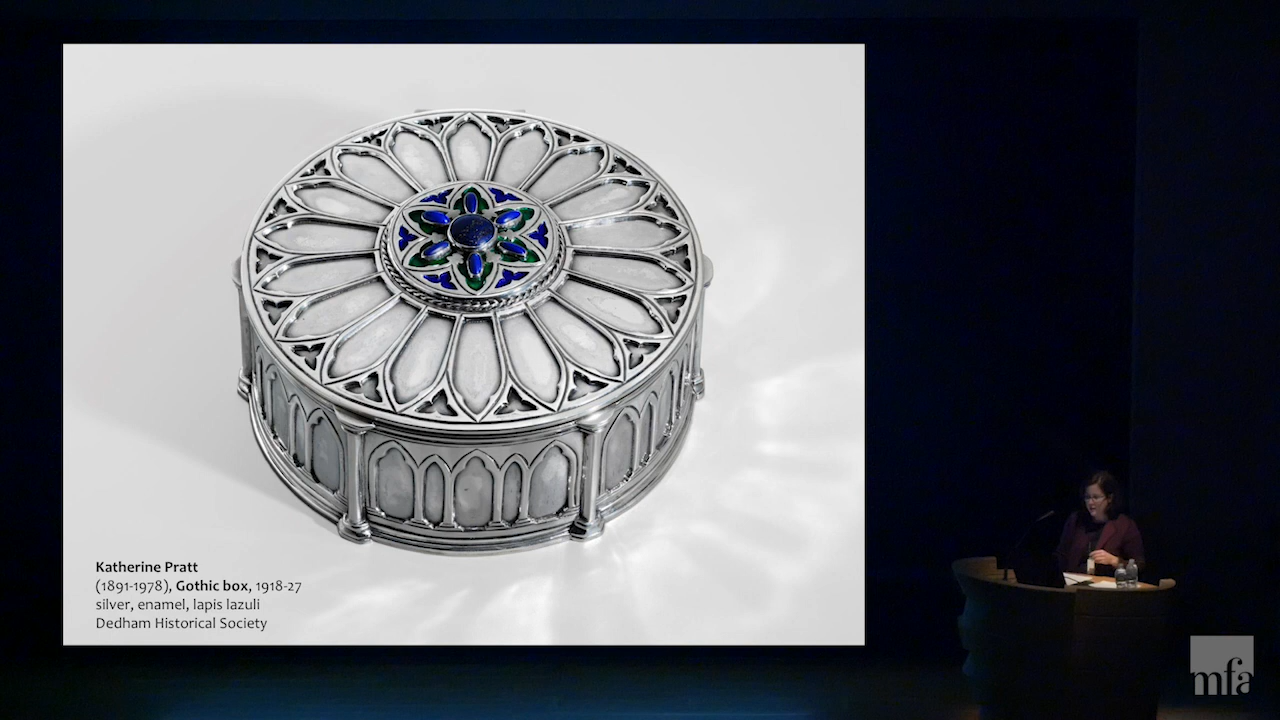 Katherine Pratt
(1891-1978), Gothic box, 1918-27
silver, enamel, lapis lazuli
Dedham Historical Society
mfa